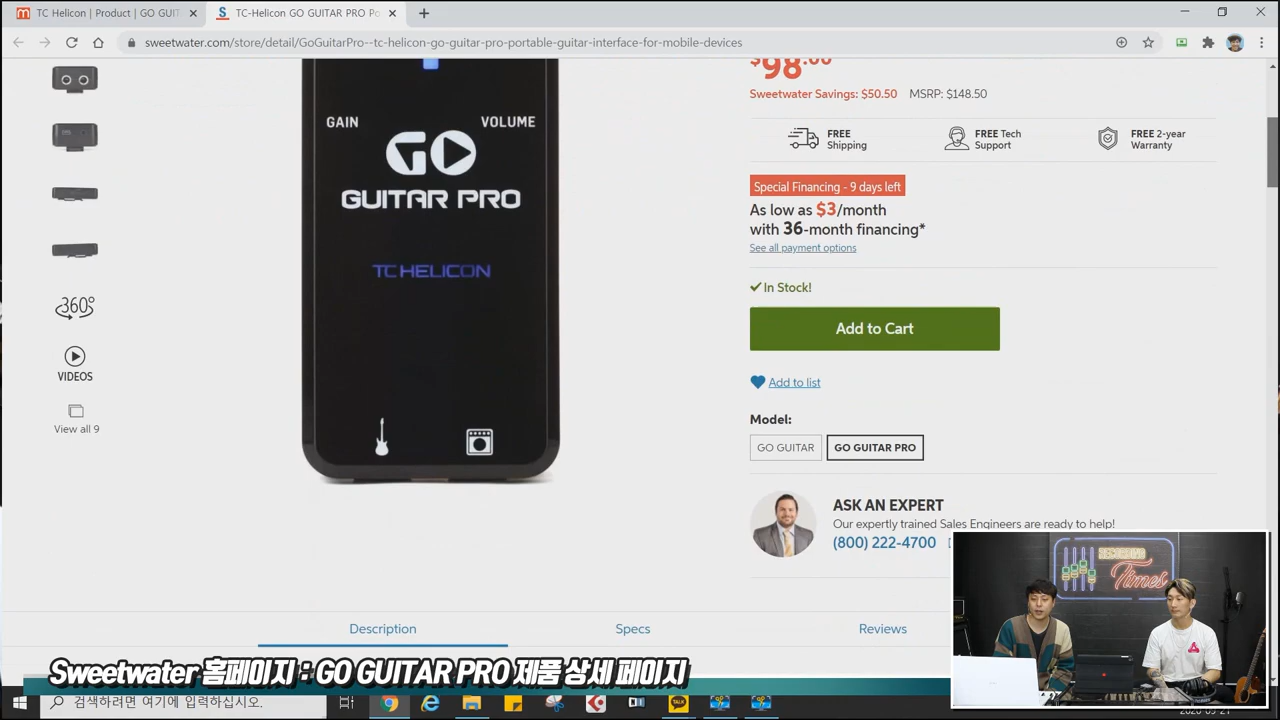 TC Helicon | Product | GO GUIT
TC-Helicon GO GUITAR PRO Po
sweetwater.com/store/detail/GoGuitarPro--tc-helicon-go-guitar-pro-portable-guitar-interface-for-mobile-devices
$98.00
Sweetwater Savings: $50.50 MSRP: $148.50
FREE Shipping
FREE Tech Support
FREE 2-year Warranty
Special Financing - 9 days left
As low as $3/month
with 36-month financing*
See all payment options
In Stock!
Add to Cart
Add to list
Model:
GO GUITAR
GO GUITAR PRO
ASK AN EXPERT
Our expertly trained Sales Engineers are ready to help!
(800) 222-4700
GAIN
VOLUME
GO
GUITAR PRO
TC HELICON
360°
VIDEOS
View all 9
Description
Specs
Reviews
Times
Sweetwater 홈페이지 : GO GUITAR PRO 제품 상세 페이지
검색하려면 여기에 입력하십시오.
TALK